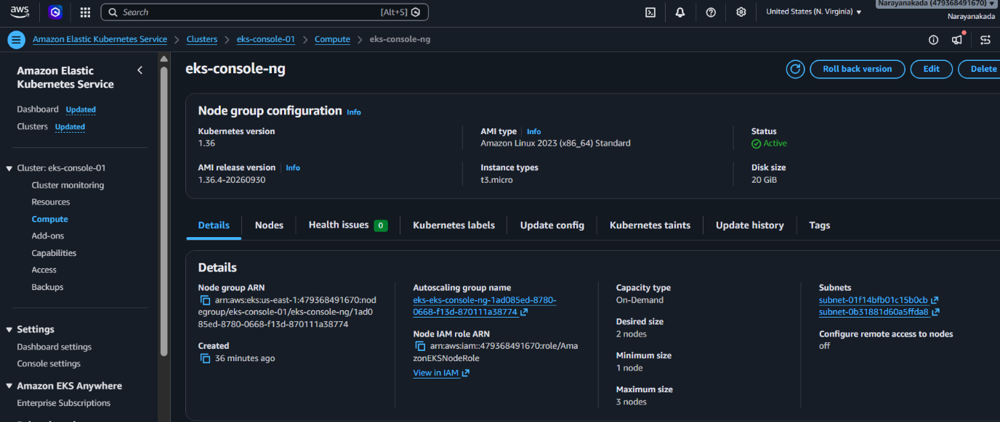 aws
Search
[Alt+S]
United States (N. Virginia)
Narayanakada (479368491670)
Narayanakada
Amazon Elastic Kubernetes Service
Clusters
eks-console-01
Compute
eks-console-ng
Amazon Elastic
Kubernetes Service
Dashboard Updated
Clusters Updated
Cluster: eks-console-01
Cluster monitoring
Resources
Compute
Add-ons
Capabilities
Access
Backups
Settings
Dashboard settings
Console settings
Amazon EKS Anywhere
Enterprise Subscriptions
eks-console-ng
Roll back version
Edit
Delete
Node group configuration Info
Kubernetes version
1.36
AMI type Info
Amazon Linux 2023 (x86_64) Standard
Status
Active
AMI release version Info
1.36.4-20260930
Instance types
t3.micro
Disk size
20 GiB
Details
Nodes
Health issues 0
Kubernetes labels
Update config
Kubernetes taints
Update history
Tags
Details
Node group ARN
arn:aws:eks:us-east-1:479368491670:nod
egroup/eks-console-01/eks-console-ng/1ad0
85ed-8780-0668-f13d-870111a38774
Created
36 minutes ago
Autoscaling group name
eks-eks-console-ng-1ad085ed-8780-
0668-f13d-870111a38774
Node IAM role ARN
arn:aws:iam::479368491670:role/Ama
zonEKSNodeRole
View in IAM
Capacity type
On-Demand
Desired size
2 nodes
Minimum size
1 node
Maximum size
3 nodes
Subnets
subnet-01f14bfb01c15b0cb
subnet-0b31881d60a5ffda8
Configure remote access to nodes
off